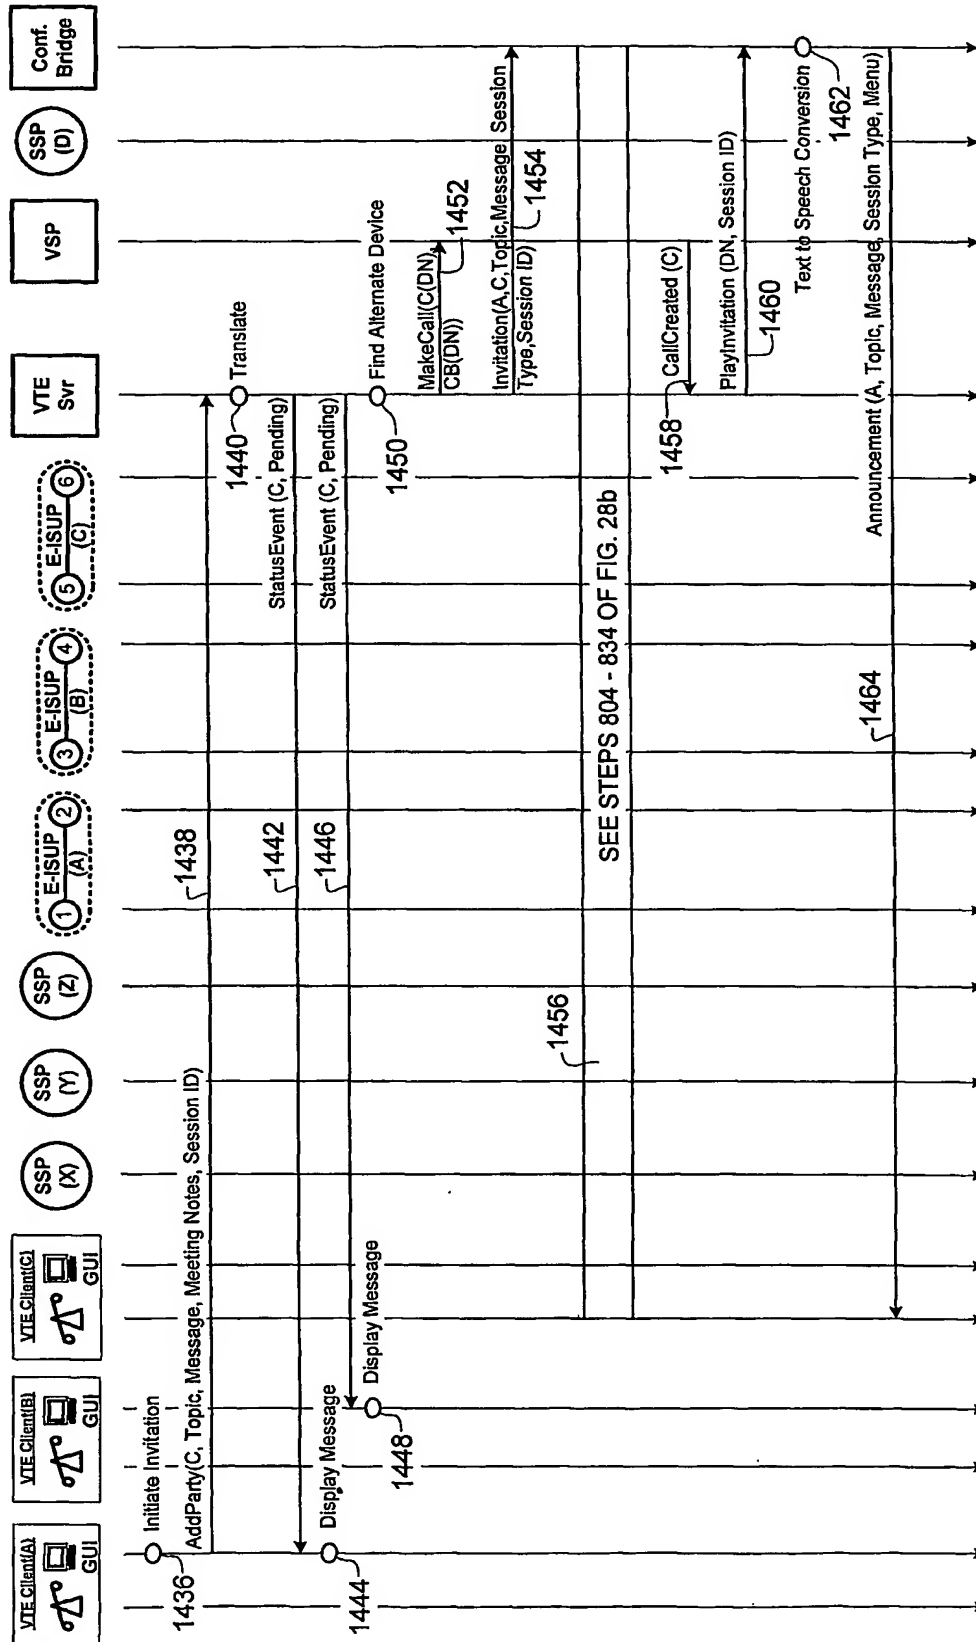 VTE Client(A)
GUI
VTE Client(B)
GUI
VTE Client(C)
GUI
SSP
(X)
SSP
(Y)
SSP
(Z)
1 E-ISUP 2
(A)
3 E-ISUP 4
(B)
5 E-ISUP 6
(C)
VTE
Svr
VSP
SSP
(D)
Conf.
Bridge
Initiate Invitation
1436
AddParty(C, Topic, Message, Meeting Notes, Session ID)
1438
Translate
1440
StatusEvent (C, Pending)
1442
Display Message
1444
StatusEvent (C, Pending)
1446
Display Message
1448
Find Alternate Device
1450
MakeCall(C(DN),
CB(DN))
1452
Invitation(A,C,Topic,Message, Session
Type,Session ID)
1454
SEE STEPS 804 - 834 OF FIG. 28b
1456
CallCreated (C)
1458
PlayInvitation (DN, Session ID)
1460
Text to Speech Conversion
1462
Announcement (A, Topic, Message, Session Type, Menu)
1464